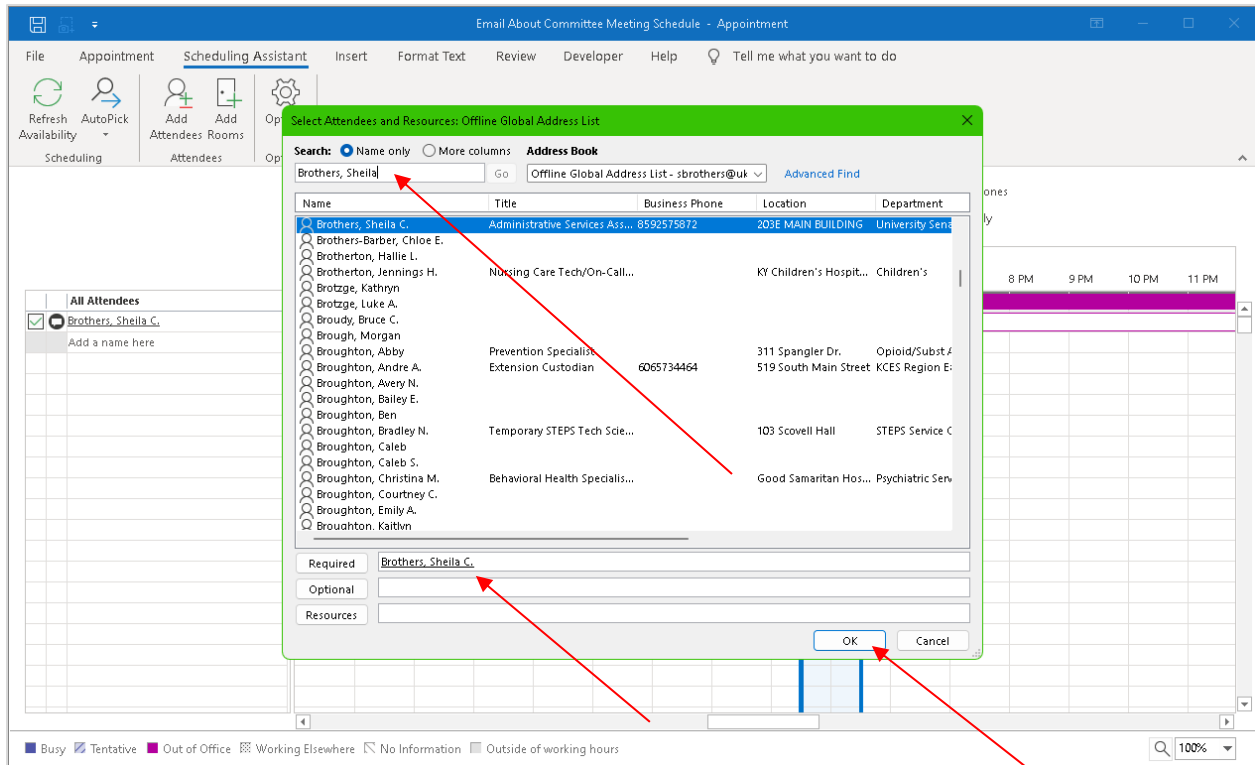 Email About Committee Meeting Schedule - Appointment
File Appointment Scheduling Assistant Insert Format Text Review Developer Help Tell me what you want to do
Refresh Availability
AutoPick
Add Attendees
Add Rooms
Scheduling
Attendees
Select Attendees and Resources: Offline Global Address List
Search: Name only More columns Address Book
Brothers, Sheila Go Offline Global Address List - sbrothers@uk Advanced Find
Name Title Business Phone Location Department
Brothers, Sheila C. Administrative Services Ass... 8592575872 203E MAIN BUILDING University Sena
Brothers-Barber, Chloe E.
Brotherton, Hallie L.
Brotherton, Jennings H. Nursing Care Tech/On-Call... KY Children's Hospit... Children's
Brotzge, Kathryn
Brotzge, Luke A.
Broudy, Bruce C.
Brough, Morgan
Broughton, Abby Prevention Specialist 311 Spangler Dr. Opioid/Subst A
Broughton, Andre A. Extension Custodian 6065734464 519 South Main Street KCES Region E
Broughton, Avery N.
Broughton, Bailey E.
Broughton, Ben
Broughton, Bradley N. Temporary STEPS Tech Scie... 103 Scovell Hall STEPS Service C
Broughton, Caleb
Broughton, Caleb S.
Broughton, Christina M. Behavioral Health Specialis... Good Samaritan Hos... Psychiatric Serv
Broughton, Courtney C.
Broughton, Emily A.
Broughton, Kaitlyn
Required Brothers, Sheila C.
Optional
Resources
OK Cancel
All Attendees
Brothers, Sheila C.
Add a name here
8 PM 9 PM 10 PM 11 PM
Busy Tentative Out of Office Working Elsewhere No Information Outside of working hours 100%